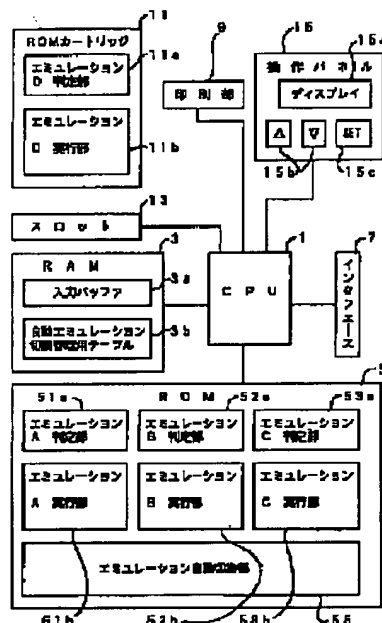 11
ROMカートリッジ
エミュレーション
D 判定部
11a
エミュレーション
D 実行部
11b
9
印刷部
15
操作パネル
ディスプレイ
15a
△
▽
SET
15b
15c
13
スロット
3
RAM
入力バッファ
3a
自動エミュレーション
3b
1
CPU
7
インタフェース
5
ROM
51a
エミュレーション
A 判定部
52a
エミュレーション
B 判定部
53a
エミュレーション
C 判定部
エミュレーション
A 実行部
エミュレーション
B 実行部
エミュレーション
C 実行部
エミュレーション自動切替部
51b
52b
53b
55